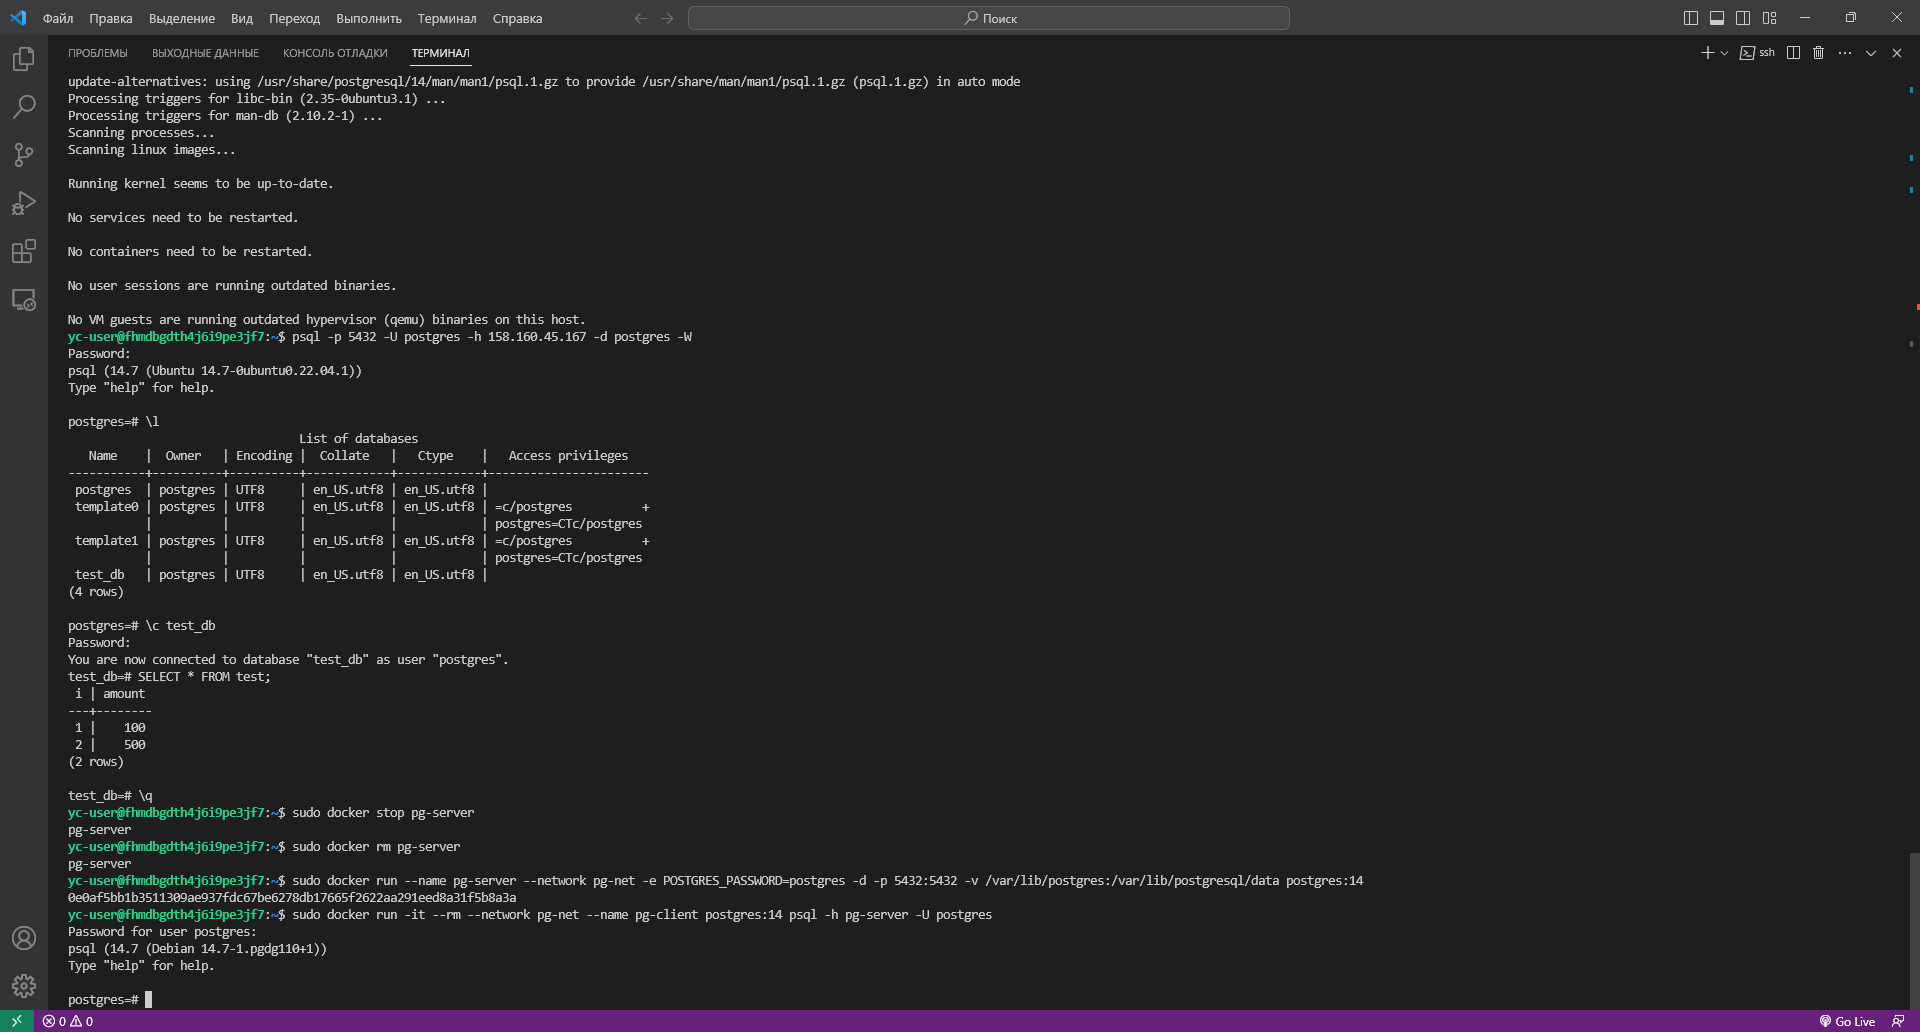 Файл Правка Выделение Вид Переход Выполнить Терминал Справка Поиск
ПРОБЛЕМЫ ВЫХОДНЫЕ ДАННЫЕ КОНСОЛЬ ОТЛАДКИ ТЕРМИНАЛ ssh
update-alternatives: using /usr/share/postgresql/14/man/man1/psql.1.gz to provide /usr/share/man/man1/psql.1.gz (psql.1.gz) in auto mode
Processing triggers for libc-bin (2.35-0ubuntu3.1) ...
Processing triggers for man-db (2.10.2-1) ...
Scanning processes...
Scanning linux images...
Running kernel seems to be up-to-date.
No services need to be restarted.
No containers need to be restarted.
No user sessions are running outdated binaries.
No VM guests are running outdated hypervisor (qemu) binaries on this host.
yc-user@fhmdbgdth4j6i9pe3jf7:~$ psql -p 5432 -U postgres -h 158.160.45.167 -d postgres -W
Password:
psql (14.7 (Ubuntu 14.7-0ubuntu0.22.04.1))
Type "help" for help.
postgres=# \l
                                 List of databases
   Name    |  Owner   | Encoding |  Collate   |   Ctype    |   Access privileges
-----------+----------+----------+------------+------------+-----------------------
 postgres  | postgres | UTF8     | en_US.utf8 | en_US.utf8 |
 template0 | postgres | UTF8     | en_US.utf8 | en_US.utf8 | =c/postgres          +
           |          |          |            |            | postgres=CTc/postgres
 template1 | postgres | UTF8     | en_US.utf8 | en_US.utf8 | =c/postgres          +
           |          |          |            |            | postgres=CTc/postgres
 test_db   | postgres | UTF8     | en_US.utf8 | en_US.utf8 |
(4 rows)
postgres=# \c test_db
Password:
You are now connected to database "test_db" as user "postgres".
test_db=# SELECT * FROM test;
 i | amount
---+--------
 1 |    100
 2 |    500
(2 rows)
test_db=# \q
yc-user@fhmdbgdth4j6i9pe3jf7:~$ sudo docker stop pg-server
pg-server
yc-user@fhmdbgdth4j6i9pe3jf7:~$ sudo docker rm pg-server
pg-server
yc-user@fhmdbgdth4j6i9pe3jf7:~$ sudo docker run --name pg-server --network pg-net -e POSTGRES_PASSWORD=postgres -d -p 5432:5432 -v /var/lib/postgres:/var/lib/postgresql/data postgres:14
0e0af5bb1b3511309ae937fdc67be6278db17665f2622aa291eed8a31f5b8a3a
yc-user@fhmdbgdth4j6i9pe3jf7:~$ sudo docker run -it --rm --network pg-net --name pg-client postgres:14 psql -h pg-server -U postgres
Password for user postgres:
psql (14.7 (Debian 14.7-1.pgdg110+1))
Type "help" for help.
postgres=#
0 0 Go Live